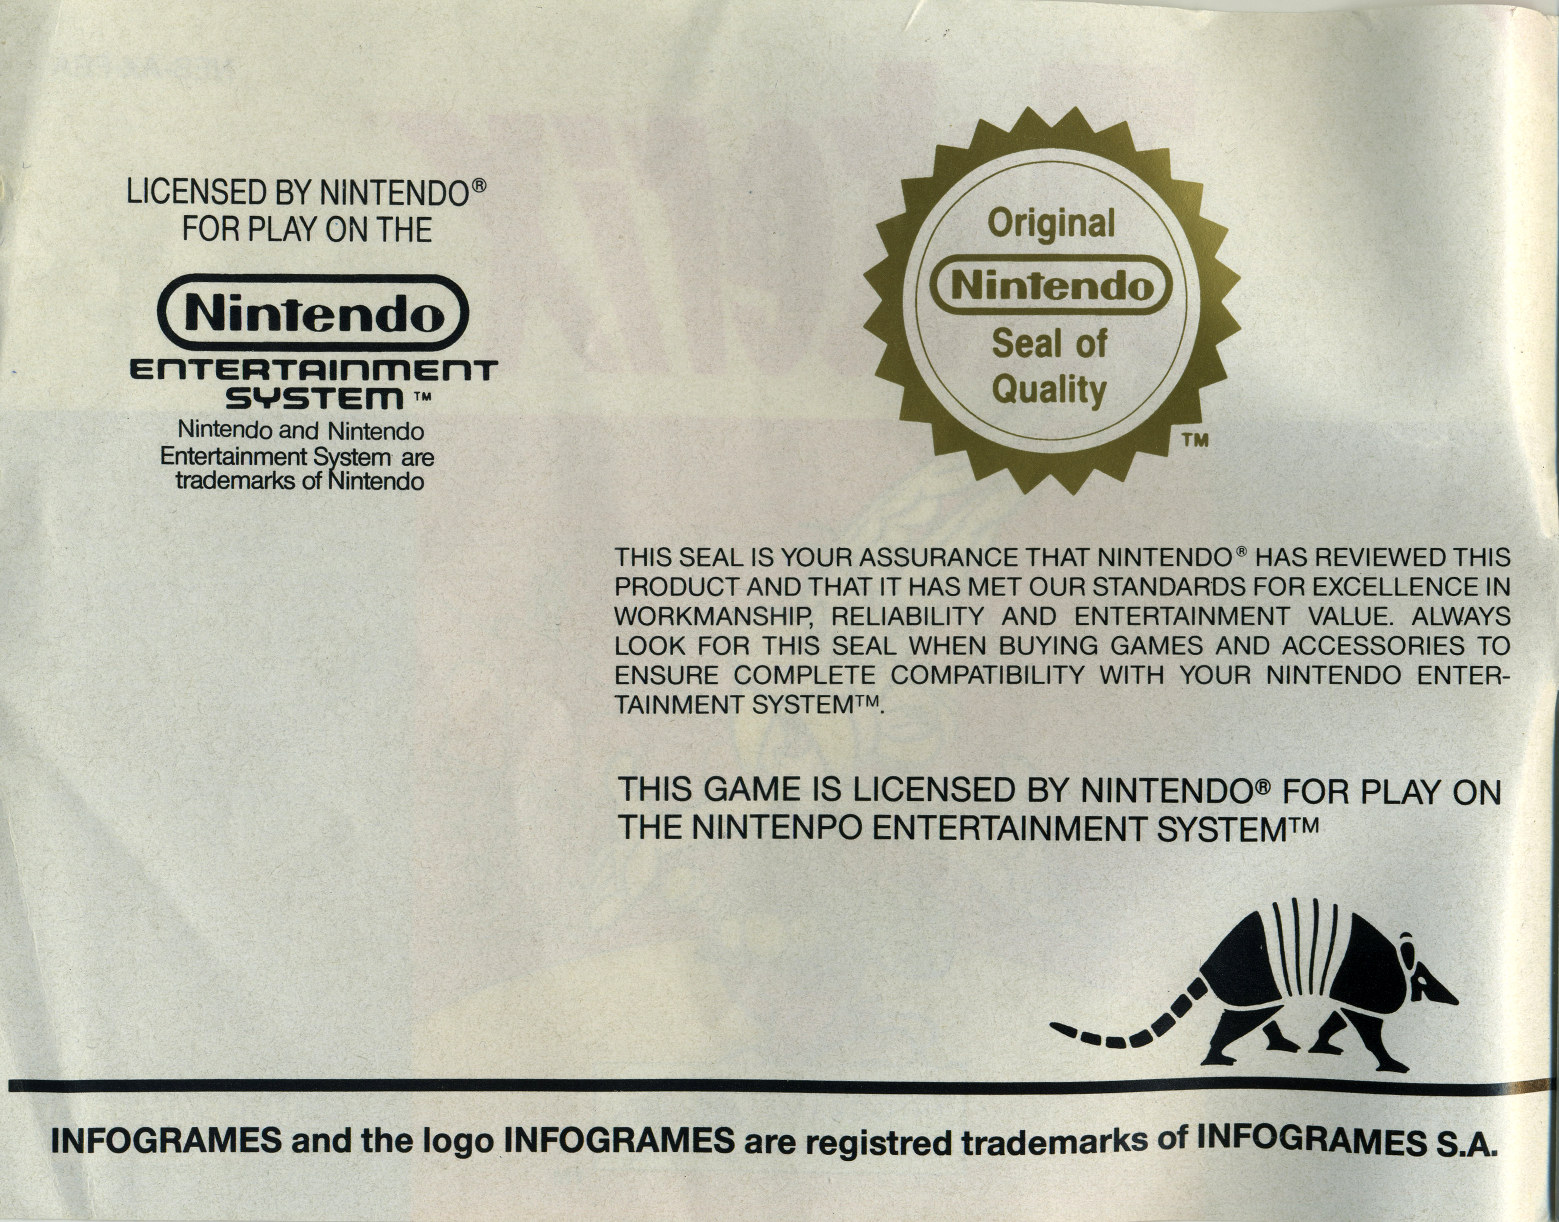 LICENSED BY NINTENDO®
FOR PLAY ON THE
Nintendo
ENTERTAINMENT
SYSTEM™
Nintendo and Nintendo
Entertainment System are
trademarks of Nintendo
Original
Nintendo
Seal of
Quality
TM
THIS SEAL IS YOUR ASSURANCE THAT NINTENDO® HAS REVIEWED THIS
PRODUCT AND THAT IT HAS MET OUR STANDARDS FOR EXCELLENCE IN
WORKMANSHIP, RELIABILITY AND ENTERTAINMENT VALUE. ALWAYS
LOOK FOR THIS SEAL WHEN BUYING GAMES AND ACCESSORIES TO
ENSURE COMPLETE COMPATIBILITY WITH YOUR NINTENDO ENTER-
TAINMENT SYSTEM™.
THIS GAME IS LICENSED BY NINTENDO® FOR PLAY ON
THE NINTENPO ENTERTAINMENT SYSTEM™
INFOGRAMES and the logo INFOGRAMES are registred trademarks of INFOGRAMES S.A.